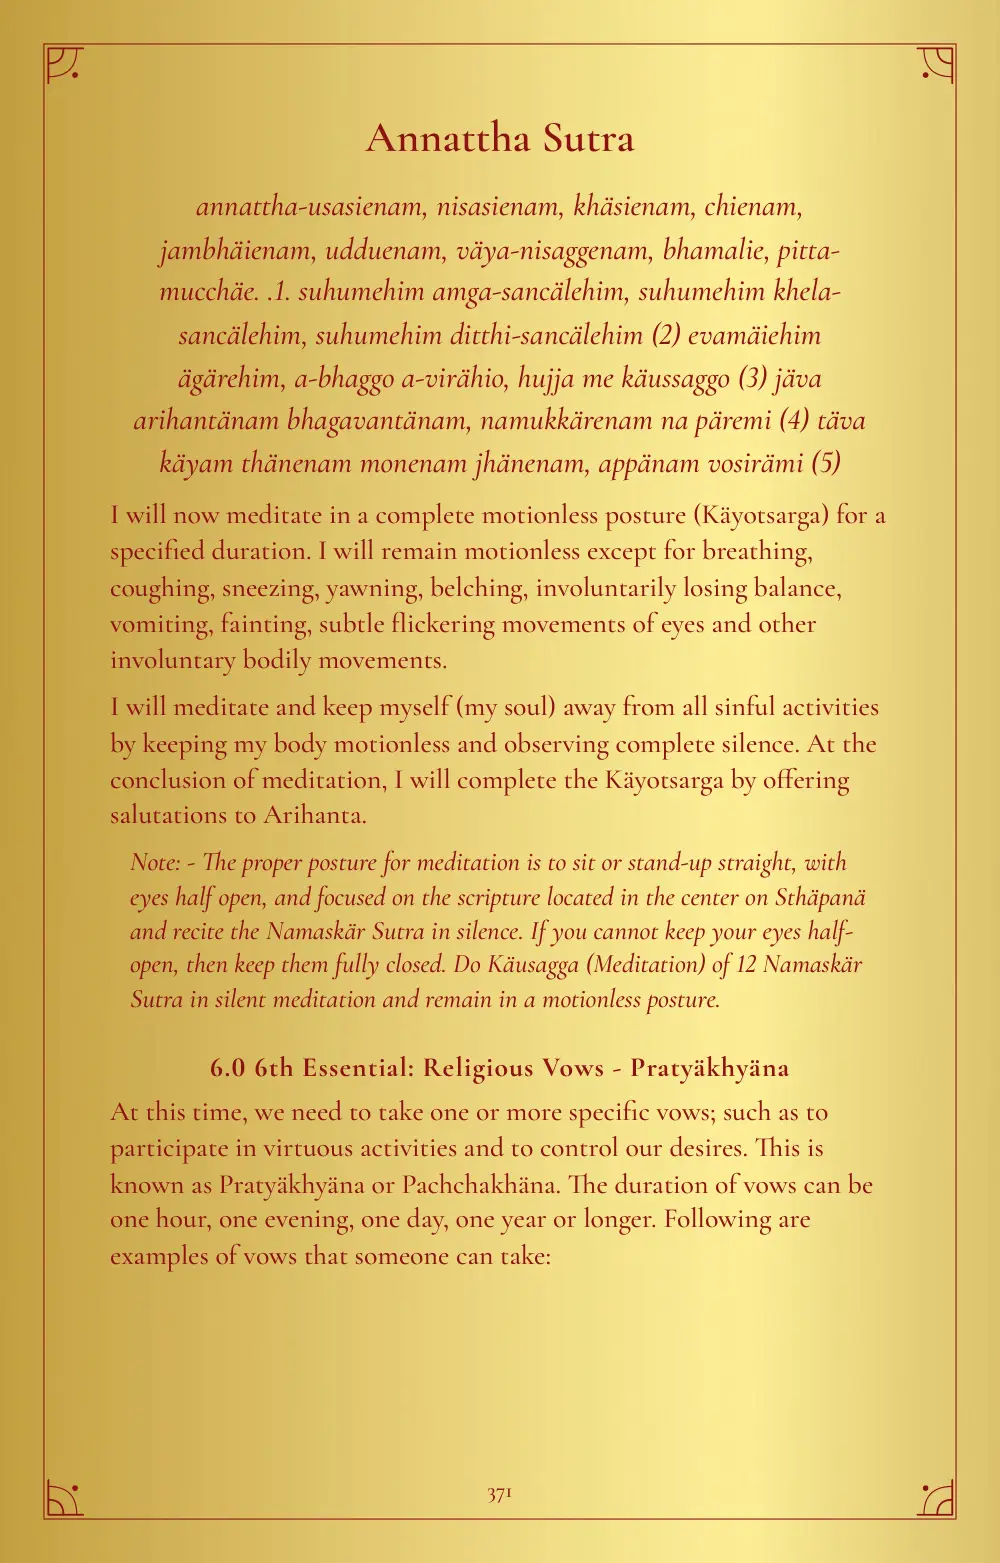 Annattha Sutra
annattha-usasienam, nisasienam, khäsienam, chienam,
jambhäienam, udduenam, väya-nisaggenam, bhamalie, pitta-
mucchäe. .1. suhumehim amga-sancälehim, suhumehim khela-
sancälehim, suhumehim ditthi-sancälehim (2) evamäiehim
ägärehim, a-bhaggo a-virähio, hujja me käussaggo (3) jäva
arihantänam bhagavantänam, namukkärenam na päremi (4) täva
käyam thänenam monenam jhänenam, appänam vosirämi (5)
I will now meditate in a complete motionless posture (Käyotsarga) for a
specified duration. I will remain motionless except for breathing,
coughing, sneezing, yawning, belching, involuntarily losing balance,
vomiting, fainting, subtle flickering movements of eyes and other
involuntary bodily movements.
I will meditate and keep myself (my soul) away from all sinful activities
by keeping my body motionless and observing complete silence. At the
conclusion of meditation, I will complete the Käyotsarga by offering
salutations to Arihanta.
Note: - The proper posture for meditation is to sit or stand-up straight, with
eyes half open, and focused on the scripture located in the center on Sthäpanä
and recite the Namaskär Sutra in silence. If you cannot keep your eyes half-
open, then keep them fully closed. Do Käusagga (Meditation) of 12 Namaskär
Sutra in silent meditation and remain in a motionless posture.
6.0 6th Essential: Religious Vows - Pratyäkhyäna
At this time, we need to take one or more specific vows; such as to
participate in virtuous activities and to control our desires. This is
known as Pratyäkhyäna or Pachchakhäna. The duration of vows can be
one hour, one evening, one day, one year or longer. Following are
examples of vows that someone can take:
371